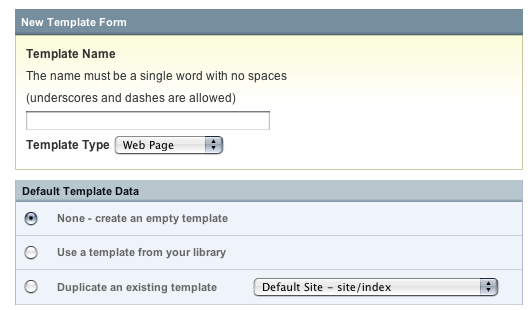 New Template Form
Template Name
The name must be a single word with no spaces
(underscores and dashes are allowed)
Template Type Web Page
Default Template Data
None - create an empty template
Use a template from your library
Duplicate an existing template Default Site - site/index